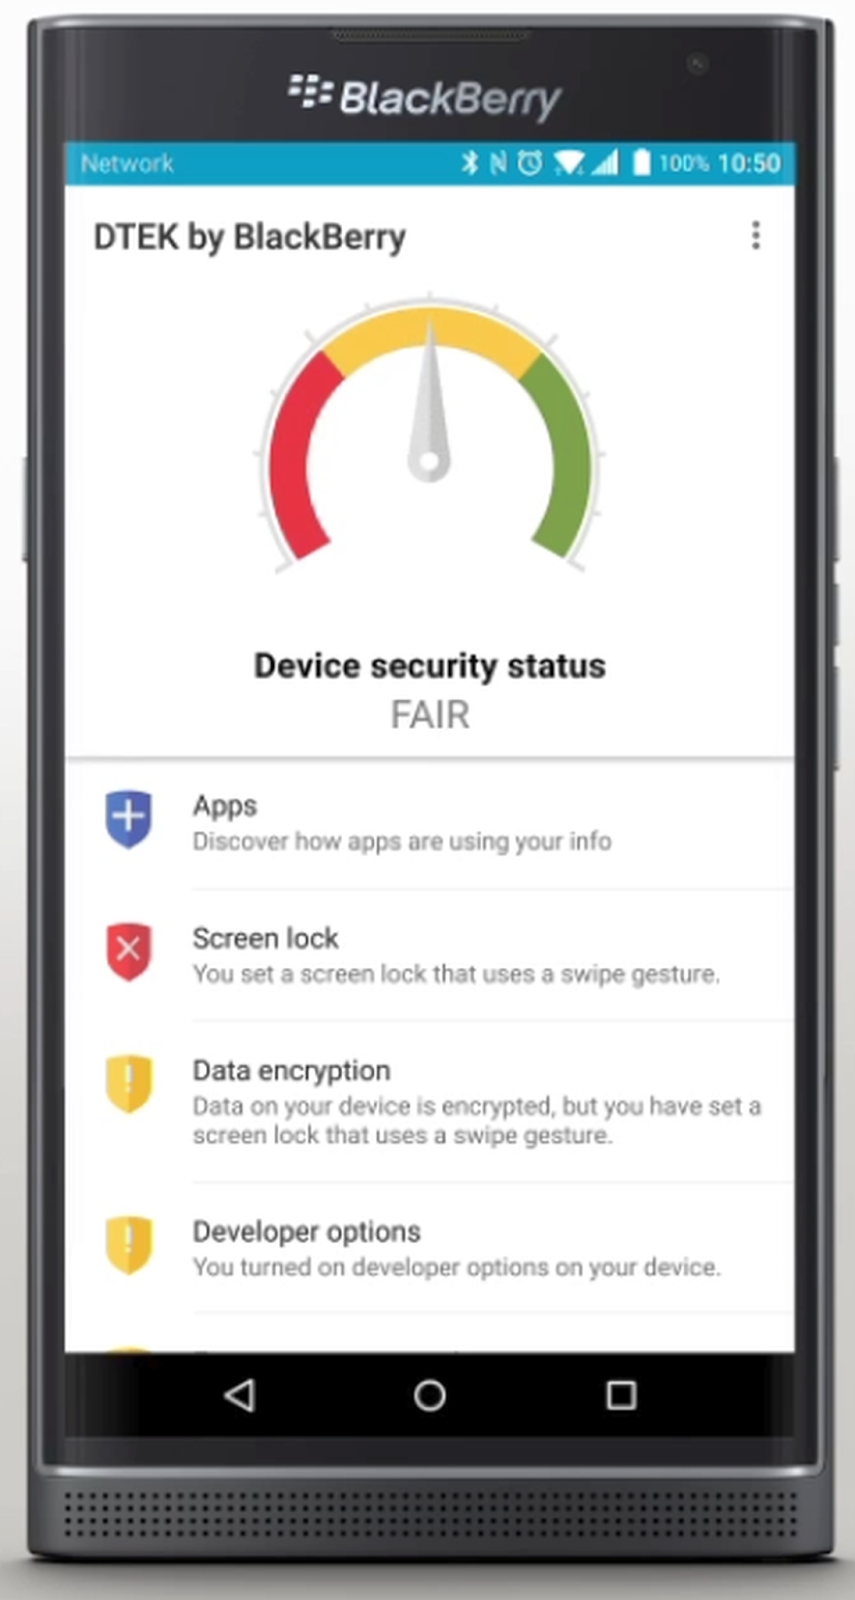 BlackBerry
Network
100% 10:50
DTEK by BlackBerry
Device security status
FAIR
Apps
Discover how apps are using your info
Screen lock
You set a screen lock that uses a swipe gesture.
Data encryption
Data on your device is encrypted, but you have set a
screen lock that uses a swipe gesture.
Developer options
You turned on developer options on your device.